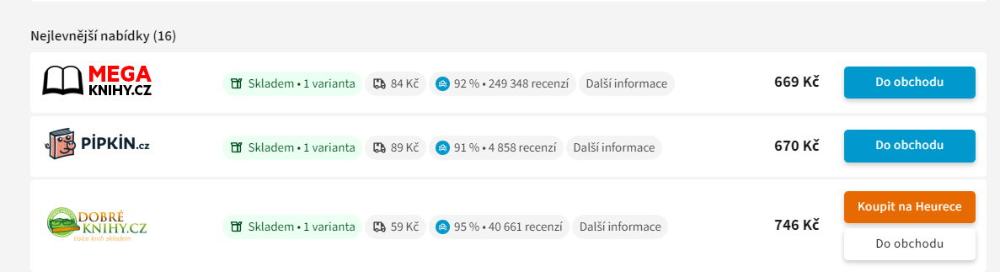 Nejlevnější nabídky (16)
MEGA
KNIHY.CZ
Skladem • 1 varianta
84 Kč
92 % • 249 348 recenzí
Další informace
669 Kč
Do obchodu
PIPKIN.cz
Skladem • 1 varianta
89 Kč
91 % • 4 858 recenzí
Další informace
670 Kč
Do obchodu
DOBRÉ
KNIHY.CZ
tisíce knih skladem
Skladem • 1 varianta
59 Kč
95 % • 40 661 recenzí
Další informace
746 Kč
Koupit na Heurece
Do obchodu